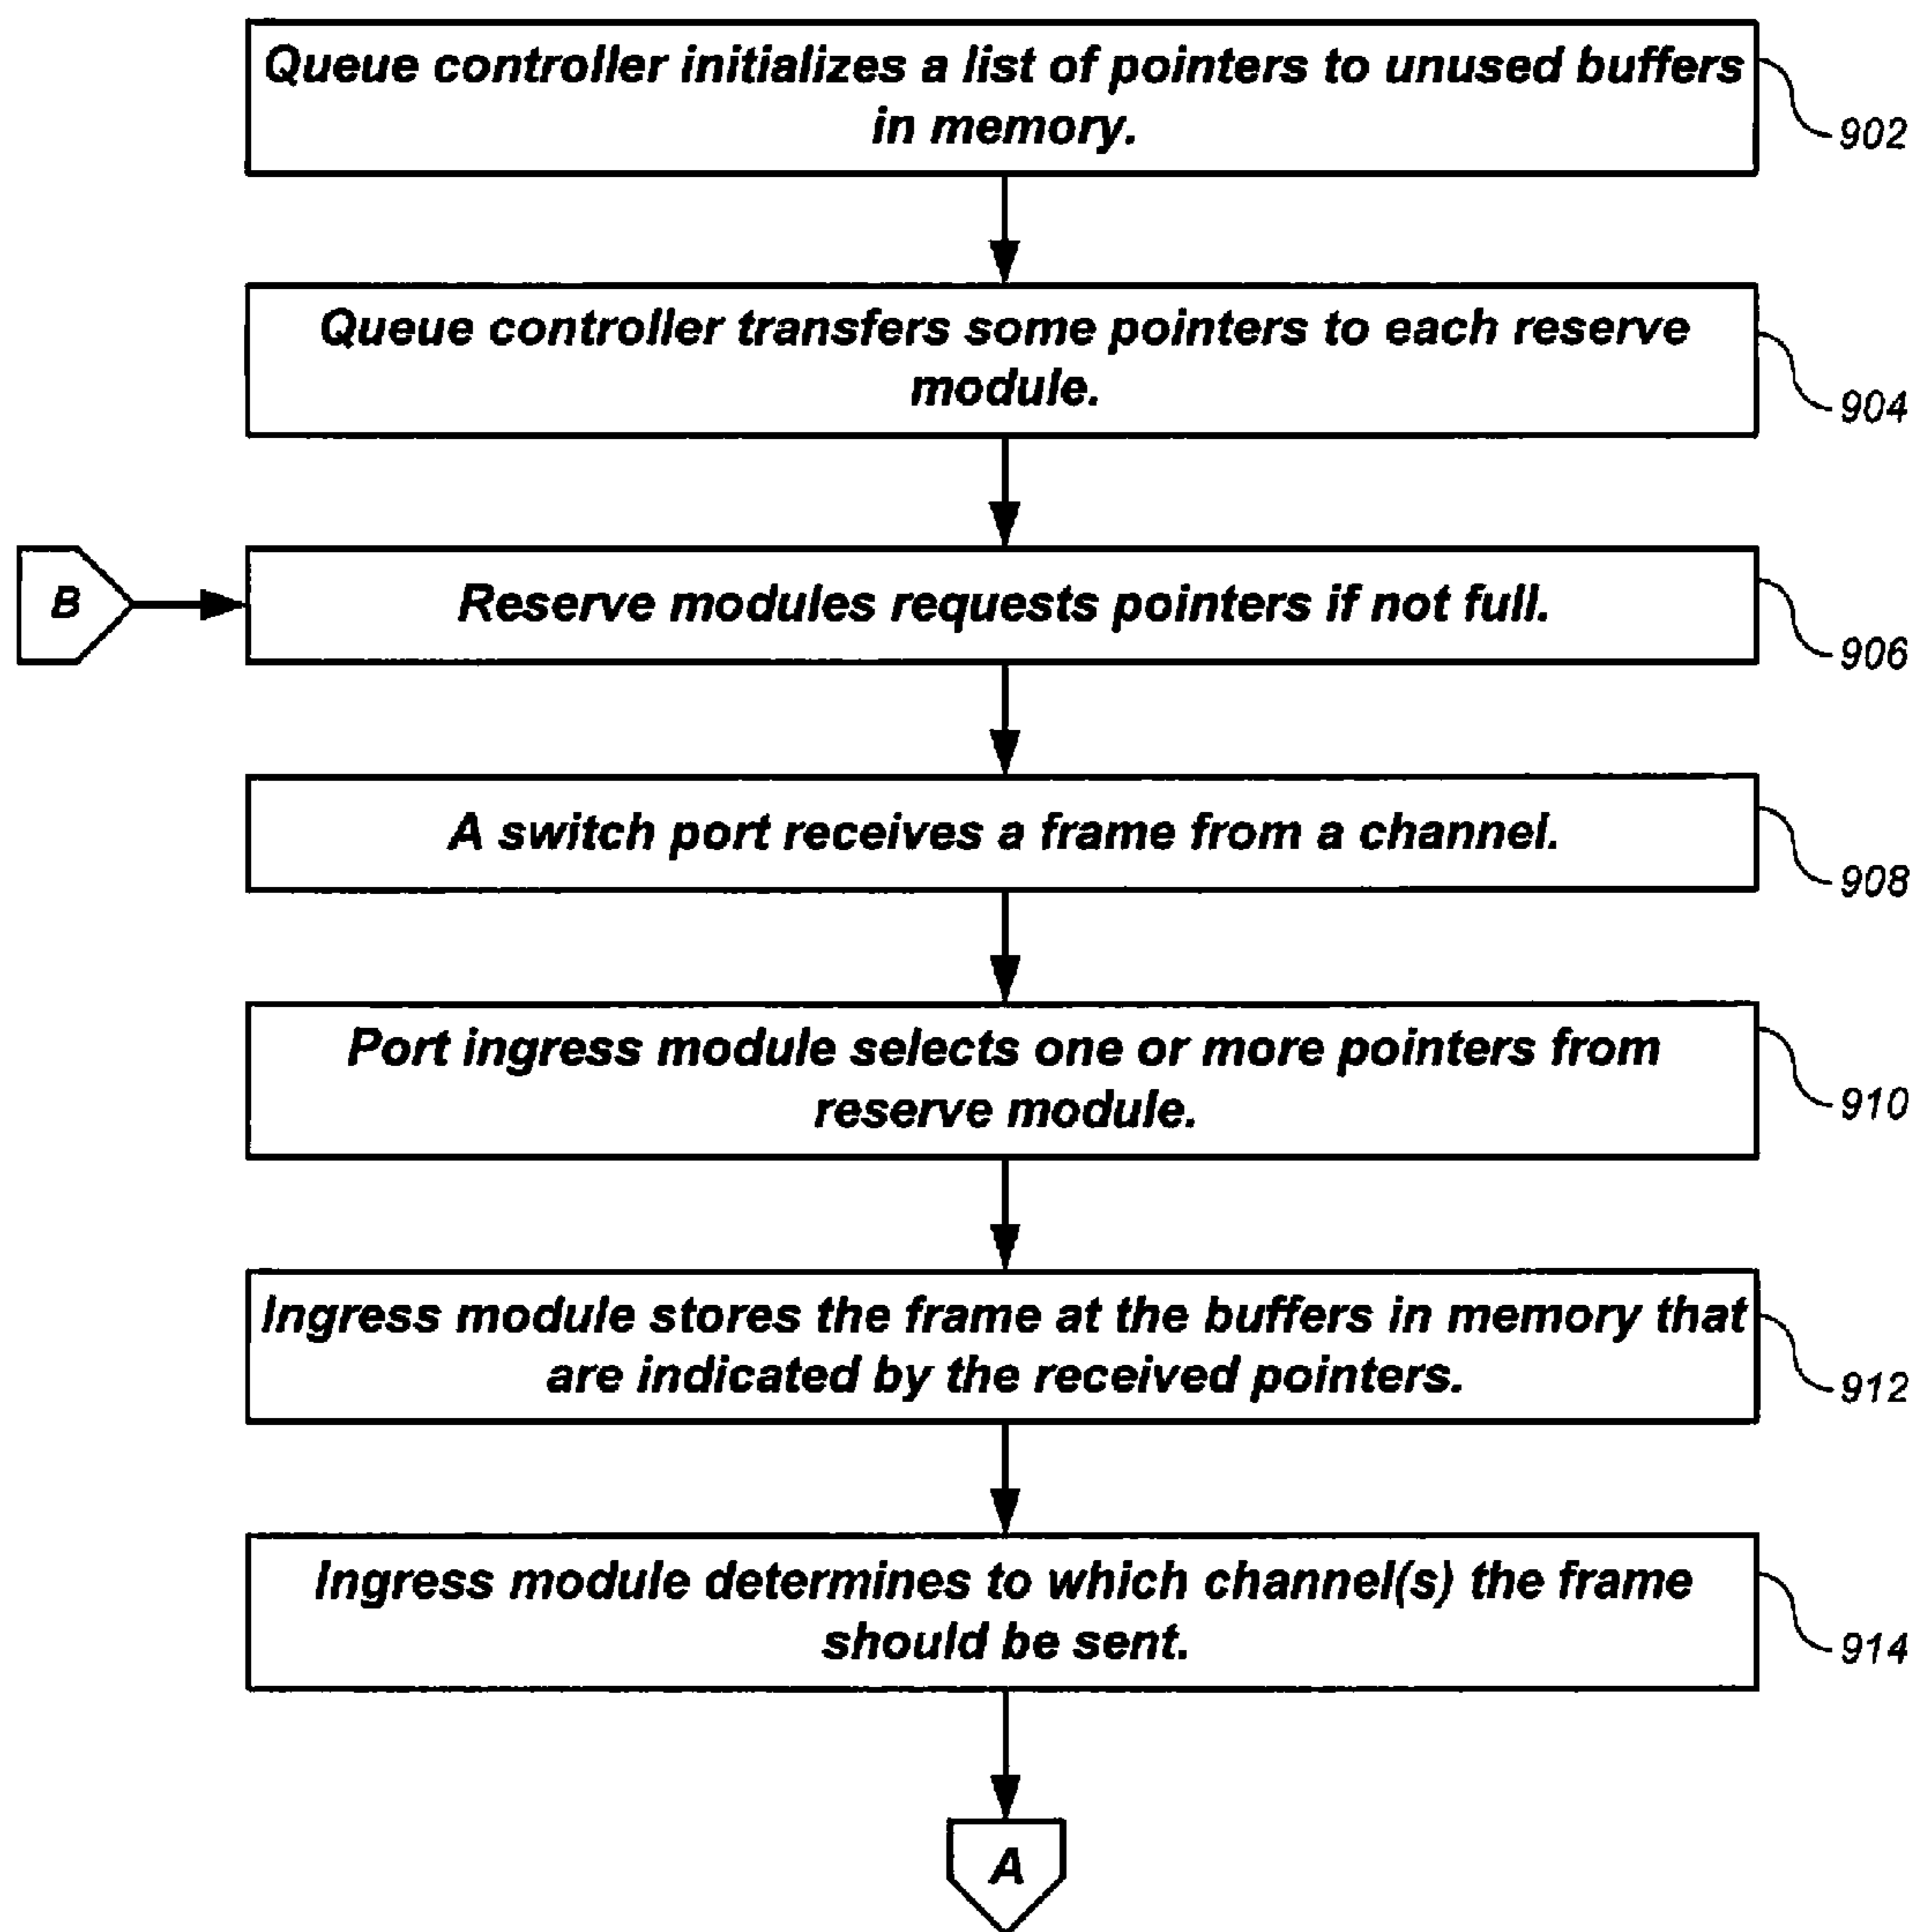 Queue controller initializes a list of pointers to unused buffers
in memory.
902
Queue controller transfers some pointers to each reserve
module.
904
B
Reserve modules requests pointers if not full.
906
A switch port receives a frame from a channel.
908
Port ingress module selects one or more pointers from
reserve module.
910
Ingress module stores the frame at the buffers in memory that
are indicated by the received pointers.
912
Ingress module determines to which channel(s) the frame
should be sent.
914
A